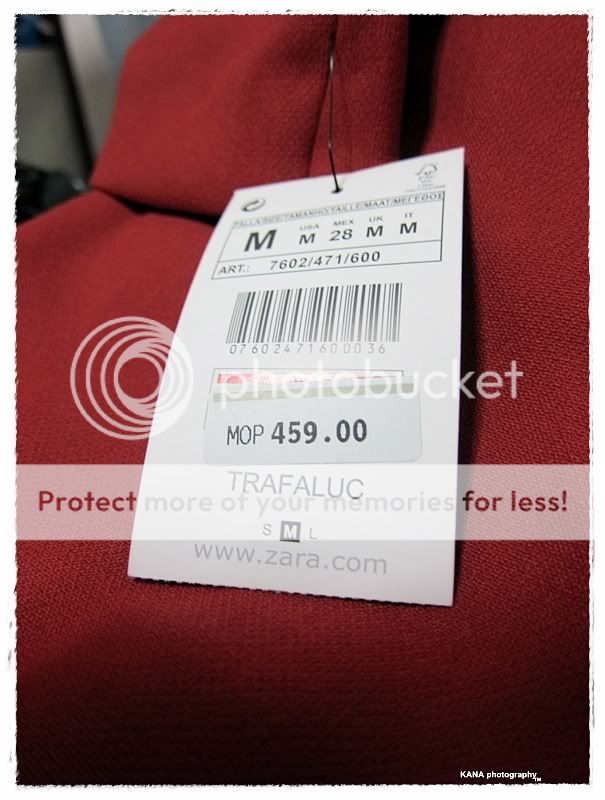 TALLA/SIZE/TAMANHO/TAILLE/MAAT/ΜΕΓΕΘΟΣ
M
USA MEX UK IT
M 28 M M
ART.: 7602/471/600
07602471600036
MOP 459.00
TRAFALUC
S M L
www.zara.com
photobucket
Protect more of your memories for less!
KANA photography TM